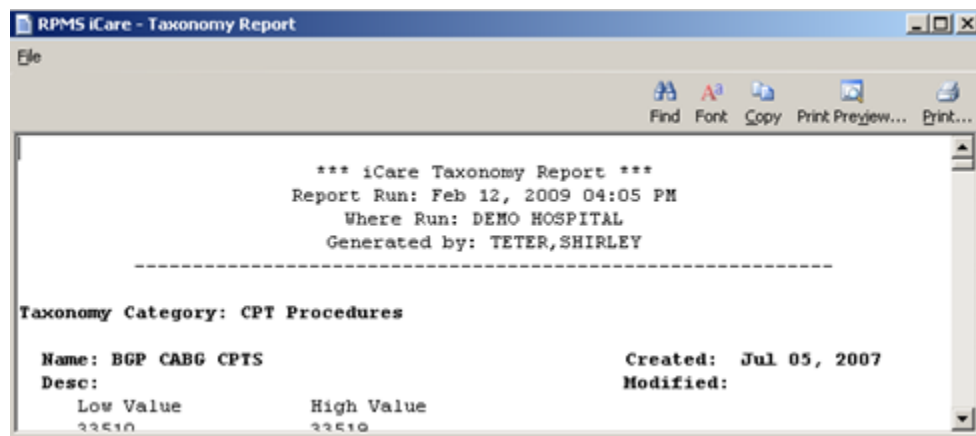 RPMS iCare - Taxonomy Report
File
Find Font Copy Print Preview... Print...
*** iCare Taxonomy Report ***
Report Run: Feb 12, 2009 04:05 PM
Where Run: DEMO HOSPITAL
Generated by: TETER,SHIRLEY
------------------------------------------------------------
Taxonomy Category: CPT Procedures
Name: BGP CABG CPTS Created: Jul 05, 2007
Desc: Modified:
Low Value High Value
33510 33519